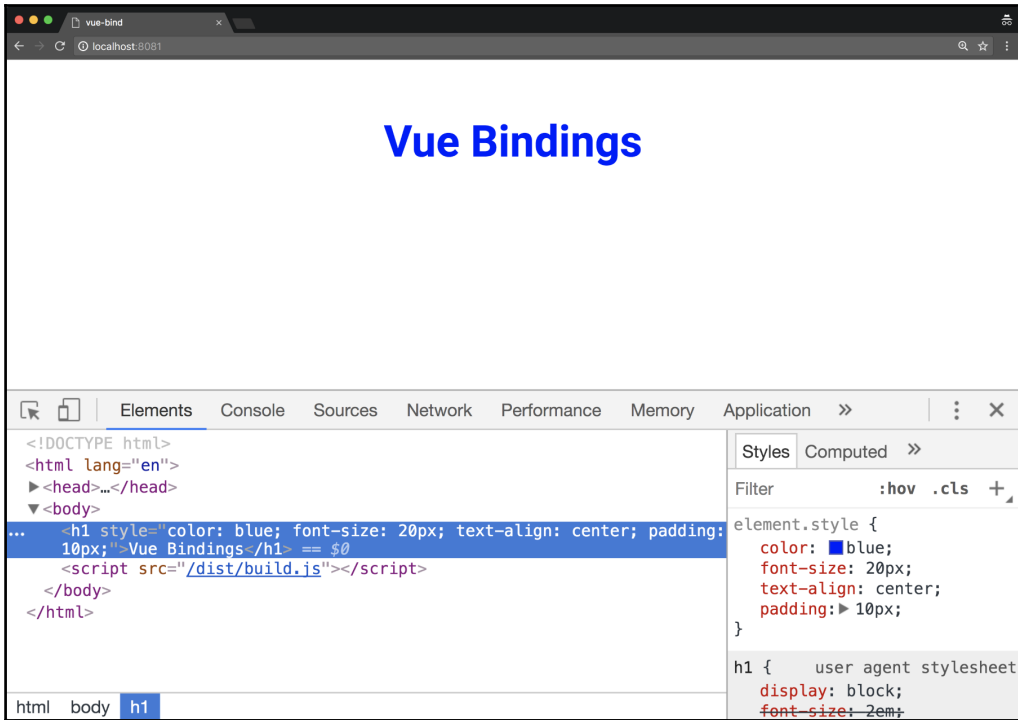 vue-bind ×
localhost:8081
Vue Bindings
Elements Console Sources Network Performance Memory Application »
<!DOCTYPE html>
<html lang="en">
▶<head>…</head>
▼<body>
… <h1 style="color: blue; font-size: 20px; text-align: center; padding:
10px;">Vue Bindings</h1> == $0
<script src="/dist/build.js"></script>
</body>
</html>
html body h1
Styles Computed »
Filter :hov .cls +
element.style {
color: blue;
font-size: 20px;
text-align: center;
padding:▶ 10px;
}
h1 { user agent stylesheet
display: block;
font-size: 2em;